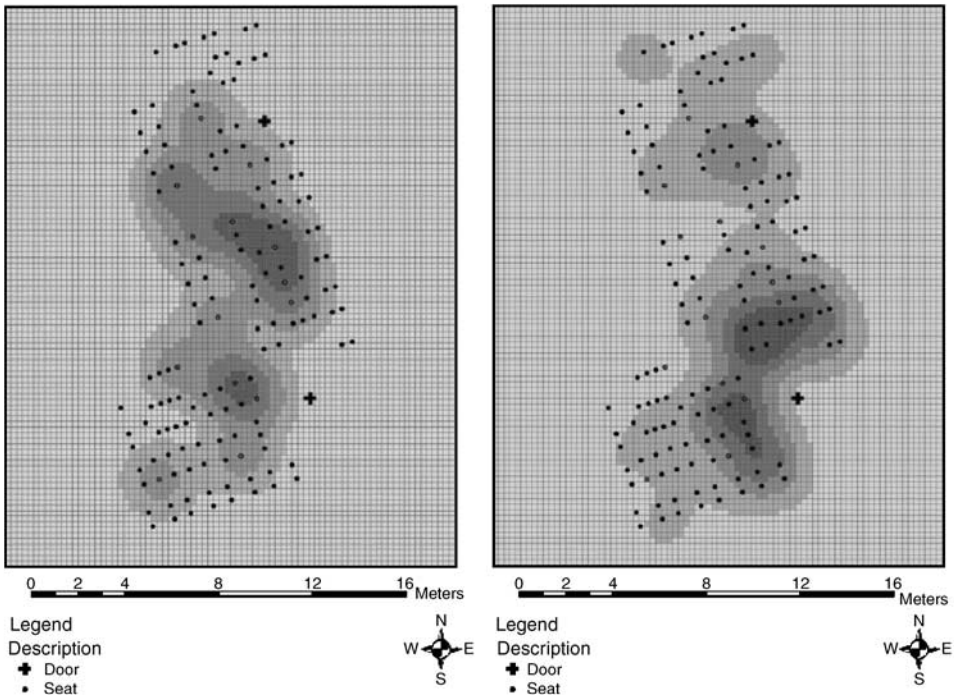 0 2 4 8 12 16 Meters
Legend
Description
Door
Seat
N
W E
S
0 2 4 8 12 16 Meters
Legend
Description
Door
Seat
N
W E
S